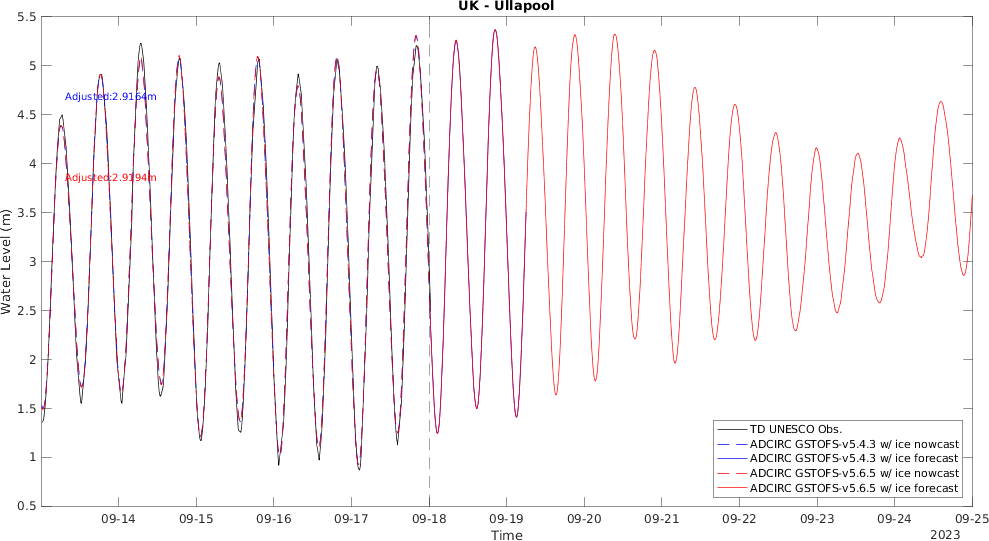 UK - Ullapool
5.5
5
4.5
4
3.5
3
2.5
2
1.5
1
0.5
Water Level (m)
Adjusted:2.9164m
Adjusted:2.9194m
TD UNESCO Obs.
ADCIRC GSTOFS-v5.4.3 w/ ice nowcast
ADCIRC GSTOFS-v5.4.3 w/ ice forecast
ADCIRC GSTOFS-v5.6.5 w/ ice nowcast
ADCIRC GSTOFS-v5.6.5 w/ ice forecast
09-14 09-15 09-16 09-17 09-18 09-19 09-20 09-21 09-22 09-23 09-24 09-25
Time
2023